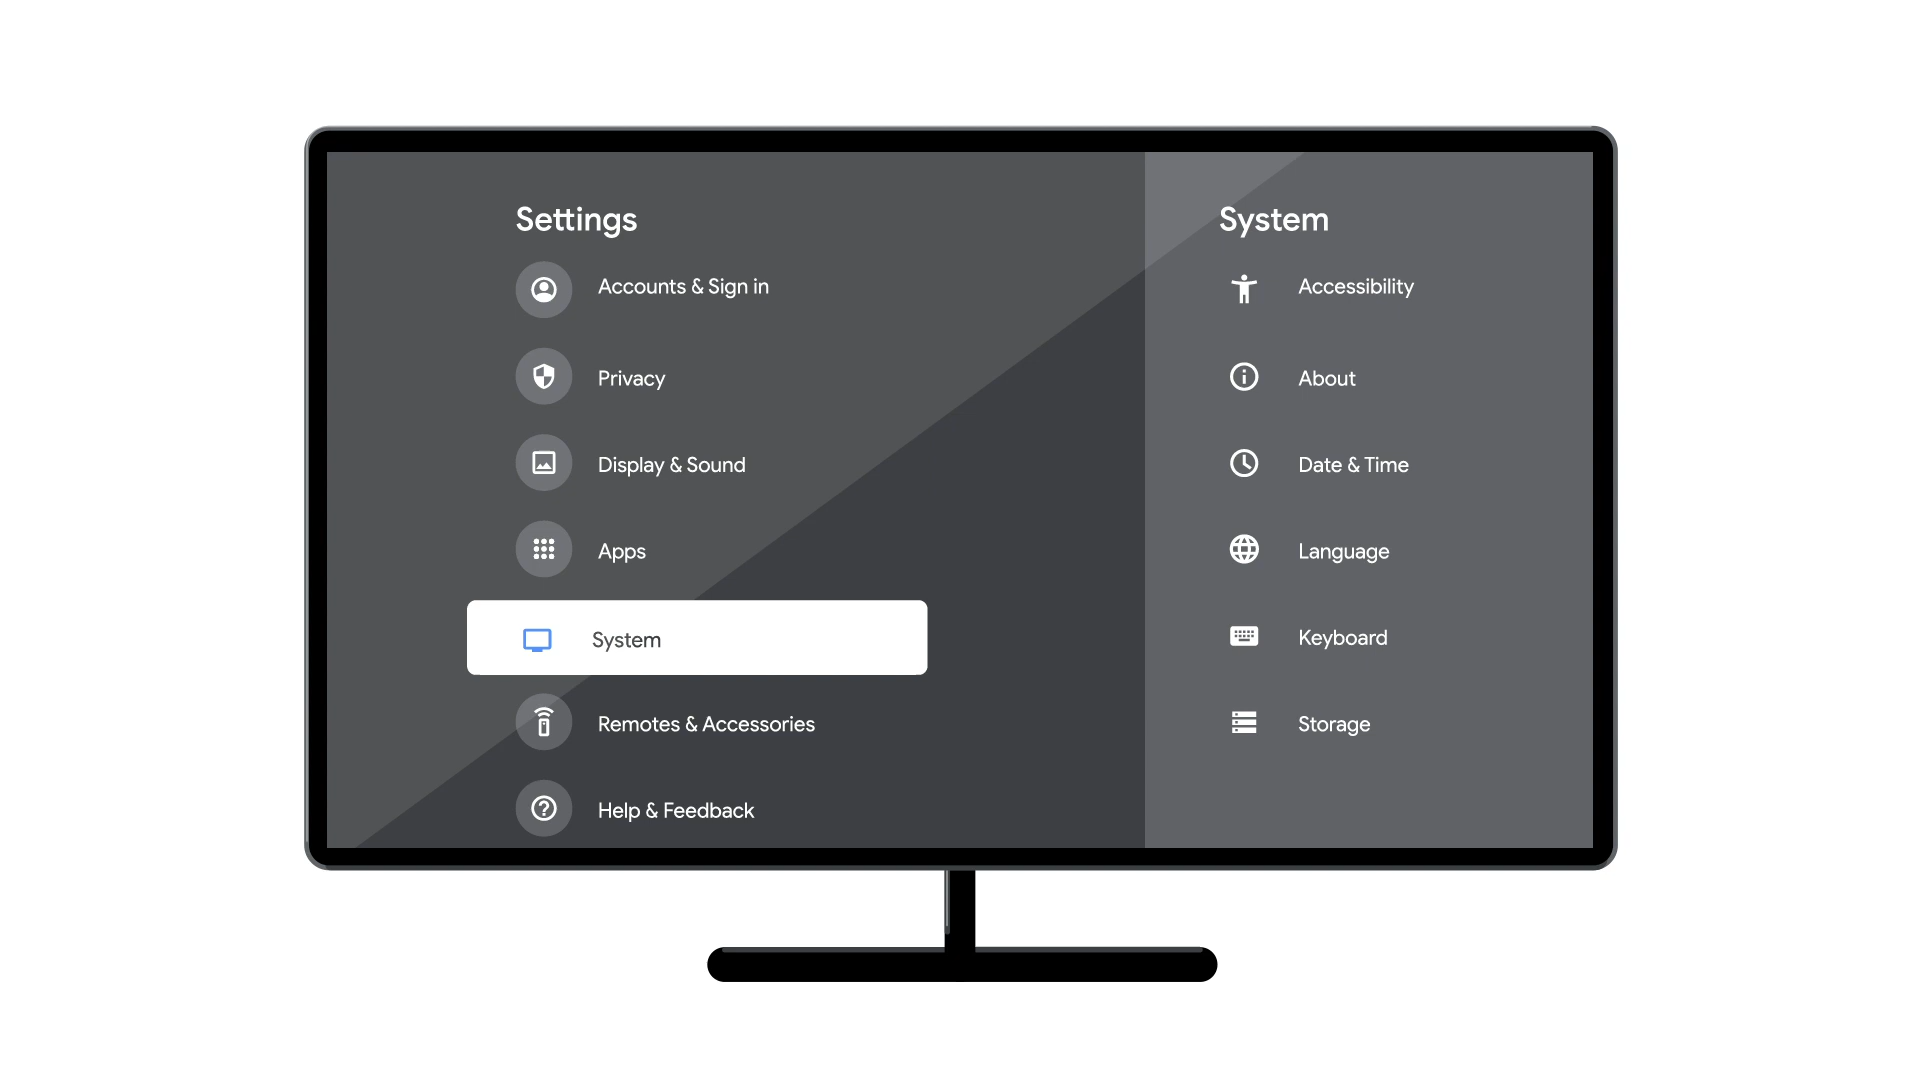 Settings
Accounts & Sign in
Privacy
Display & Sound
Apps
System
Remotes & Accessories
Help & Feedback
System
Accessibility
About
Date & Time
Language
Keyboard
Storage